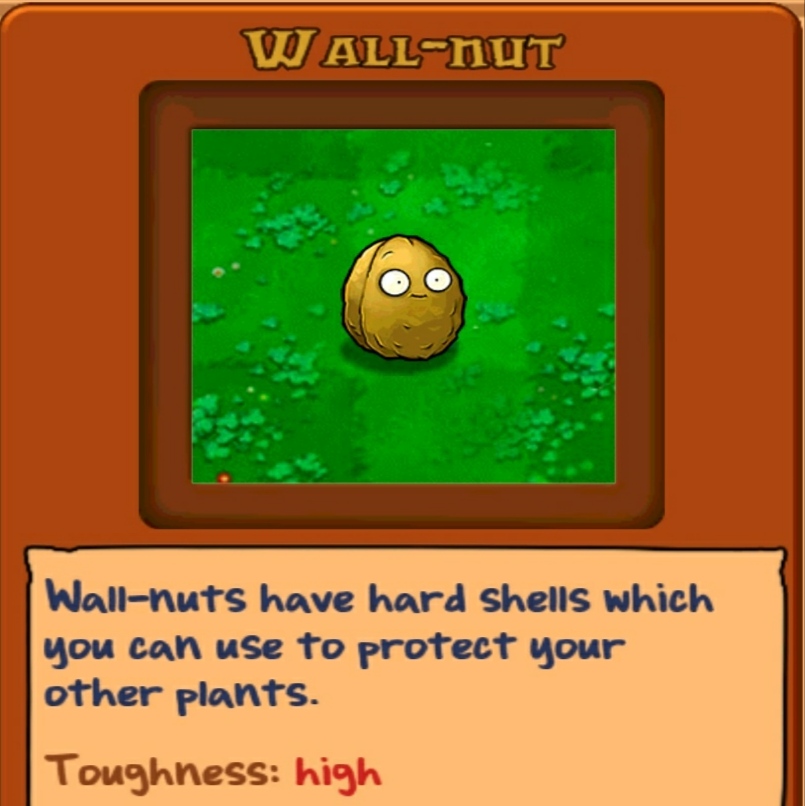 Wall-nut
Wall-nuts have hard shells which
you can use to protect your
other plants.
Toughness: high